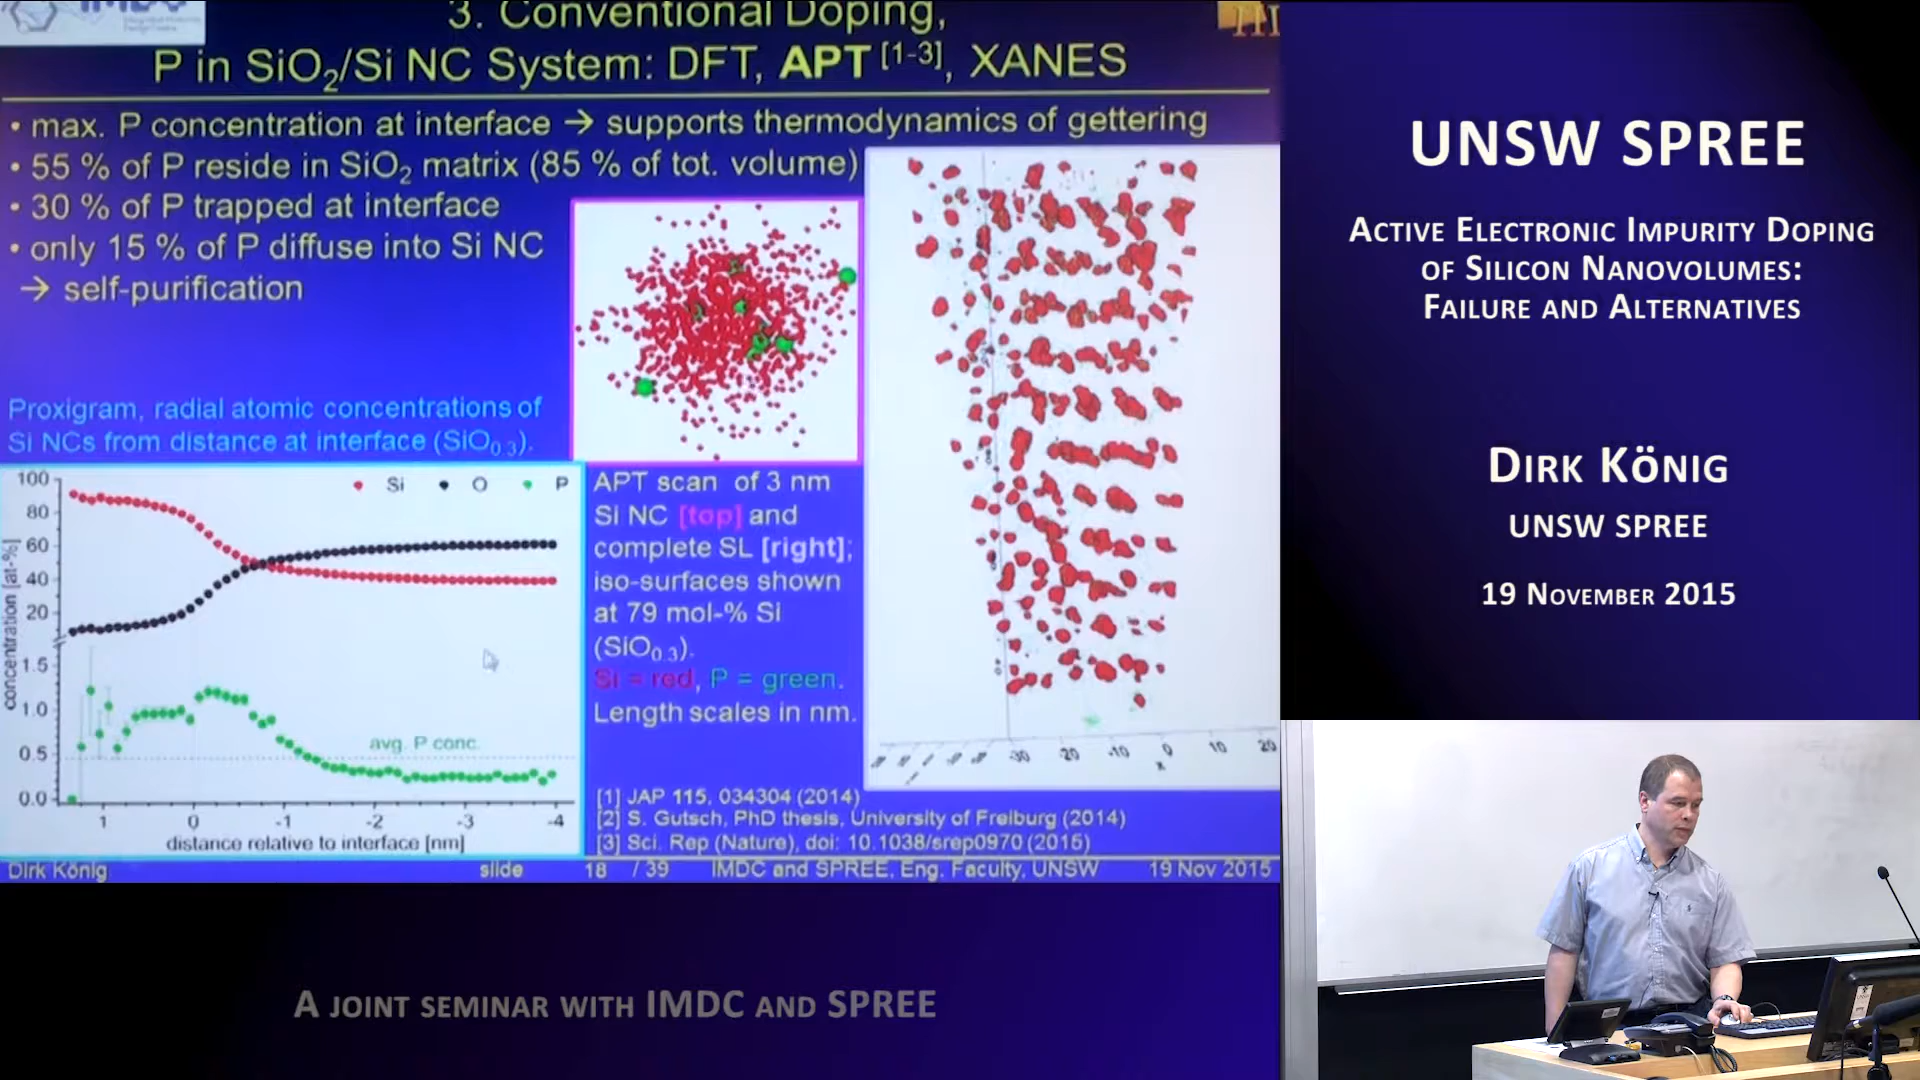 3. Conventional Doping,
P in SiO2/Si NC System: DFT, APT [1-3], XANES
• max. P concentration at interface → supports thermodynamics of gettering
• 55 % of P reside in SiO2 matrix (85 % of tot. volume)
• 30 % of P trapped at interface
• only 15 % of P diffuse into Si NC
→ self-purification
Proxigram, radial atomic concentrations of
Si NCs from distance at interface (SiO0.3).
100
80
60
40
20
1.5
1.0
0.5
0.0
concentration [at-%]
Si O P
avg. P conc.
1 0 -1 -2 -3 -4
distance relative to interface [nm]
APT scan of 3 nm
Si NC [top] and
complete SL [right];
iso-surfaces shown
at 79 mol-% Si
(SiO0.3).
Si = red, P = green.
Length scales in nm.
-30 -20 -10 0 10 20
x
[1] JAP 115, 034304 (2014)
[2] S. Gutsch, PhD thesis, University of Freiburg (2014)
[3] Sci. Rep (Nature), doi: 10.1038/srep0970 (2015)
Dirk König slide 18 / 39 IMDC and SPREE, Eng. Faculty, UNSW 19 Nov 2015
UNSW SPREE
Active Electronic Impurity Doping
of Silicon Nanovolumes:
Failure and Alternatives
Dirk König
UNSW SPREE
19 November 2015
A joint seminar with IMDC and SPREE